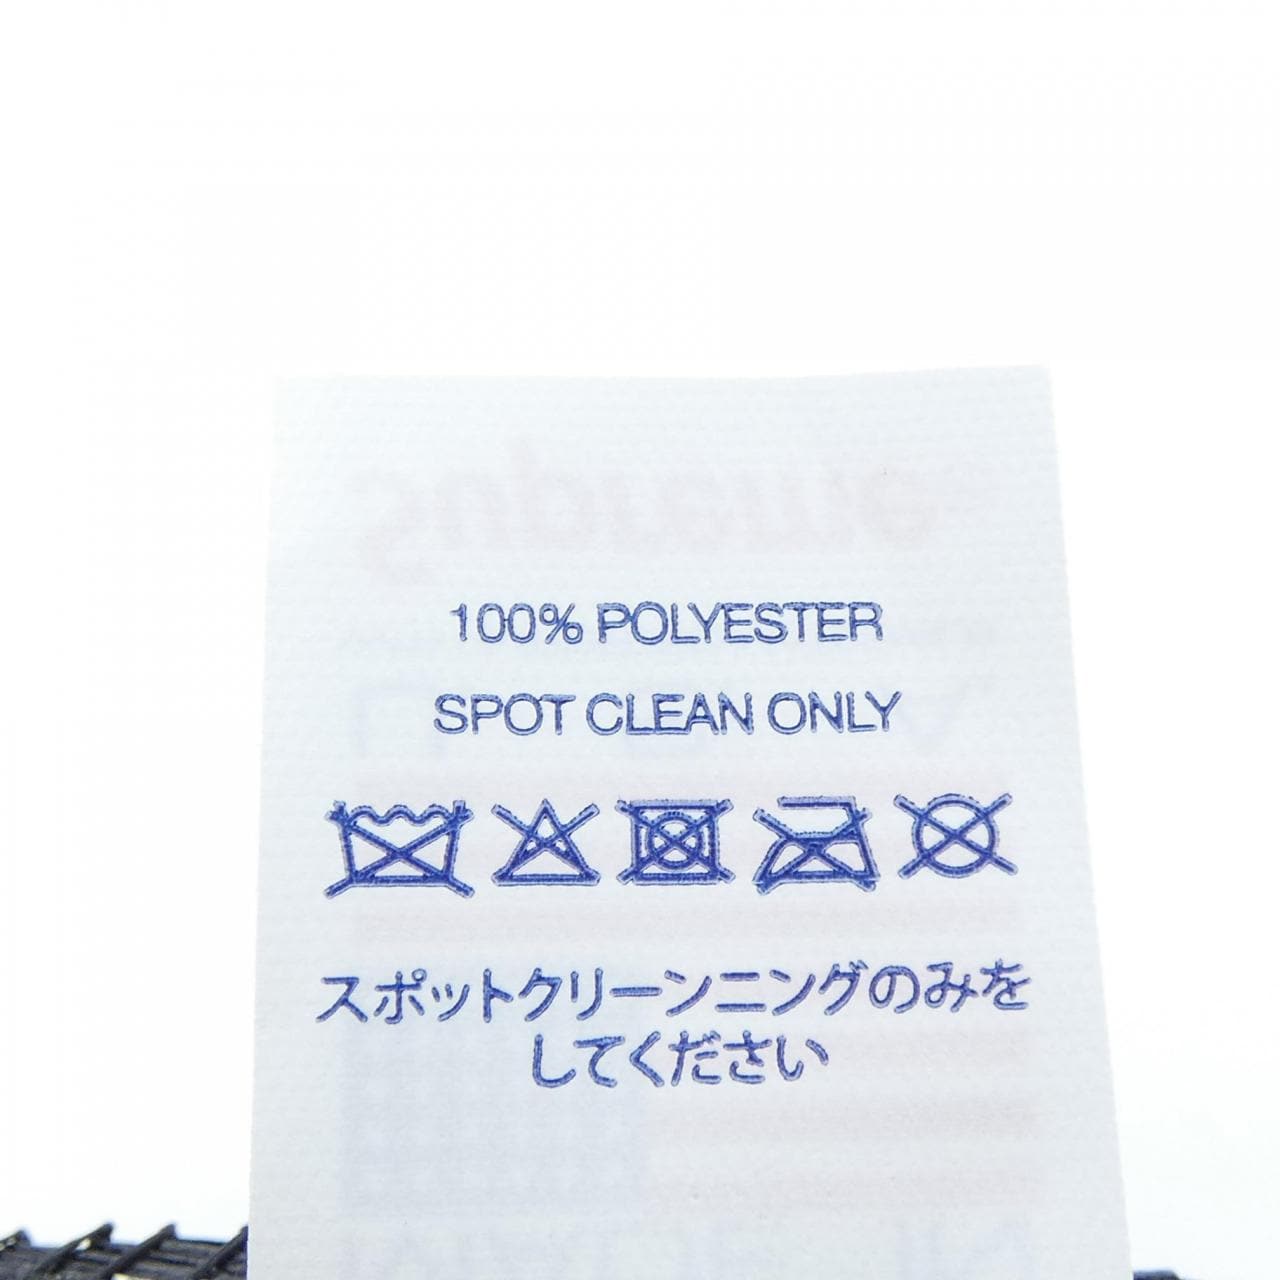 Supreme
100% POLYESTER
SPOT CLEAN ONLY
スポットクリーンニングのみを
してください